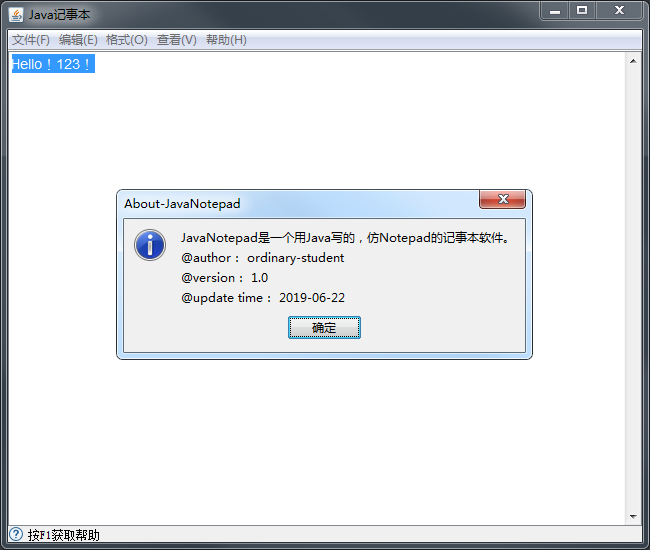 Java记事本
文件(F) 编辑(E) 格式(O) 查看(V) 帮助(H)
Hello！123！
About-JavaNotepad
JavaNotepad是一个用Java写的，仿Notepad的记事本软件。
@author： ordinary-student
@version： 1.0
@update time： 2019-06-22
确定
按F1获取帮助